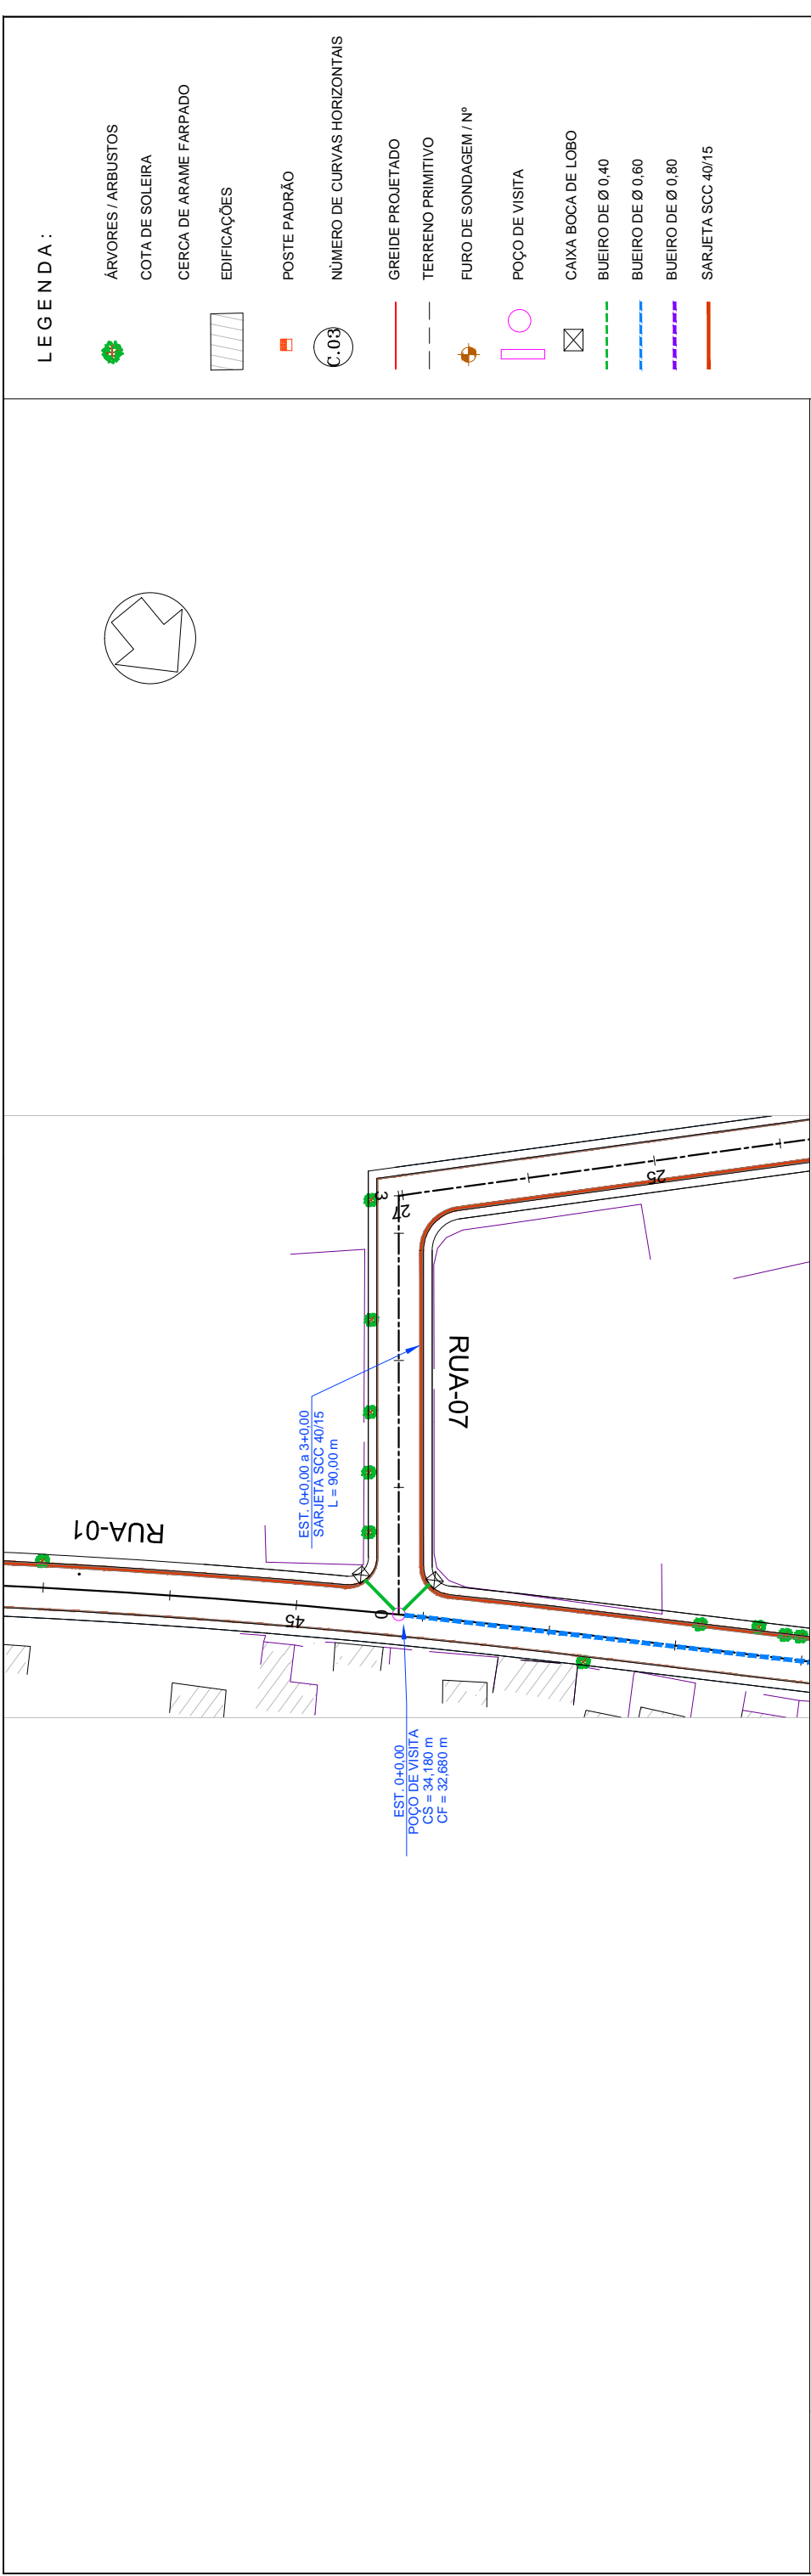 LEGENDA:
ÁRVORES / ARBUSTOS
COTA DE SOLEIRA
CERCA DE ARAME FARPADO
EDIFICAÇÕES
POSTE PADRÃO
C.03
NÚMERO DE CURVAS HORIZONTAIS
GREIDE PROJETADO
TERRENO PRIMITIVO
FURO DE SONDAGEM / Nº
POÇO DE VISITA
CAIXA BOCA DE LOBO
BUEIRO DE Ø 0,40
BUEIRO DE Ø 0,60
BUEIRO DE Ø 0,80
SARJETA SCC 40/15
3
27
25
RUA-07
EST. 0+0,00 a 3+0,00
SARJETA SCC 40/15
L = 90,00 m
RUA-01
45
0
EST. 0+0,00
POÇO DE VISITA
CS = 34,180 m
CF = 32,680 m